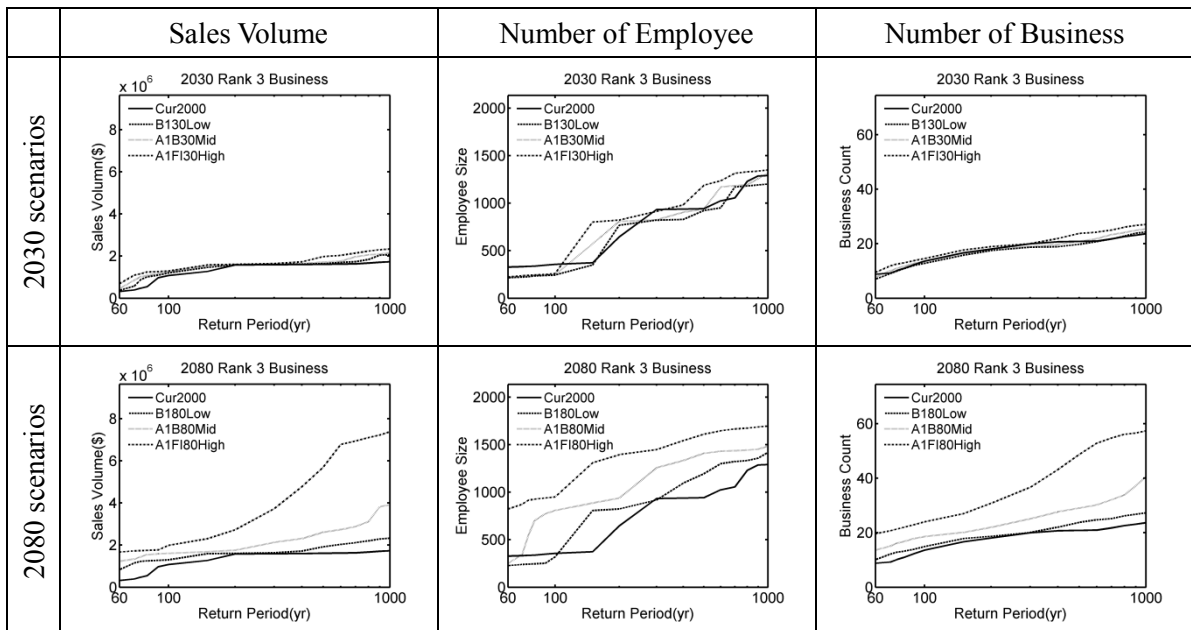 Sales Volume
Number of Employee
Number of Business
2030 scenarios
2030 Rank 3 Business
x 10^6
Cur2000
B130Low
A1B30Mid
A1FI30High
Sales Volumn($)
8
6
4
2
0
60
100
1000
Return Period(yr)
2030 Rank 3 Business
Cur2000
B130Low
A1B30Mid
A1FI30High
Employee Size
2000
1500
1000
500
0
60
100
1000
Return Period(yr)
2030 Rank 3 Business
Cur2000
B130Low
A1B30Mid
A1FI30High
Business Count
60
40
20
0
60
100
1000
Return Period(yr)
2080 scenarios
2080 Rank 3 Business
x 10^6
Cur2000
B180Low
A1B80Mid
A1FI80High
Sales Volume($)
8
6
4
2
0
60
100
1000
Return Period(yr)
2080 Rank 3 Business
Cur2000
B180Low
A1B80Mid
A1FI80High
Employee Size
2000
1500
1000
500
0
60
100
1000
Return Period(yr)
2080 Rank 3 Business
Cur2000
B180Low
A1B80Mid
A1FI80High
Business Count
60
40
20
0
60
100
1000
Return Period(yr)